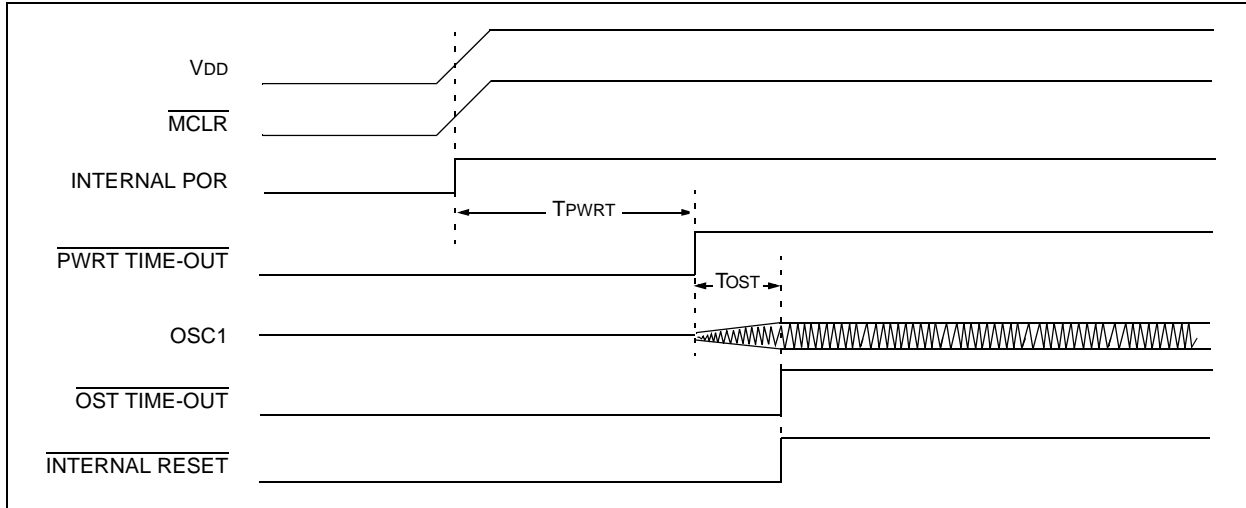 VDD
MCLR
INTERNAL POR
TPWRT
PWRT TIME-OUT
TOST
OSC1
OST TIME-OUT
INTERNAL RESET